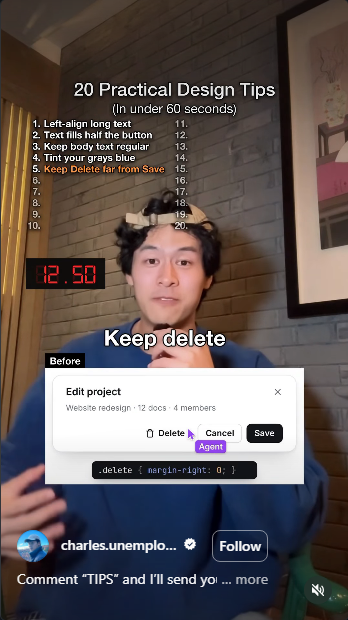 20 Practical Design Tips
(In under 60 seconds)
1. Left-align long text
2. Text fills half the button
3. Keep body text regular
4. Tint your grays blue
5. Keep Delete far from Save
6.
7.
8.
9.
10.
11.
12.
13.
14.
15.
16.
17.
18.
19.
20.
12.50
Keep delete
Before
Edit project
Website redesign · 12 docs · 4 members
Delete
Cancel
Save
Agent
.delete { margin-right: 0; }
charles.unemplo...
Follow
Comment “TIPS” and I’ll send you ... more